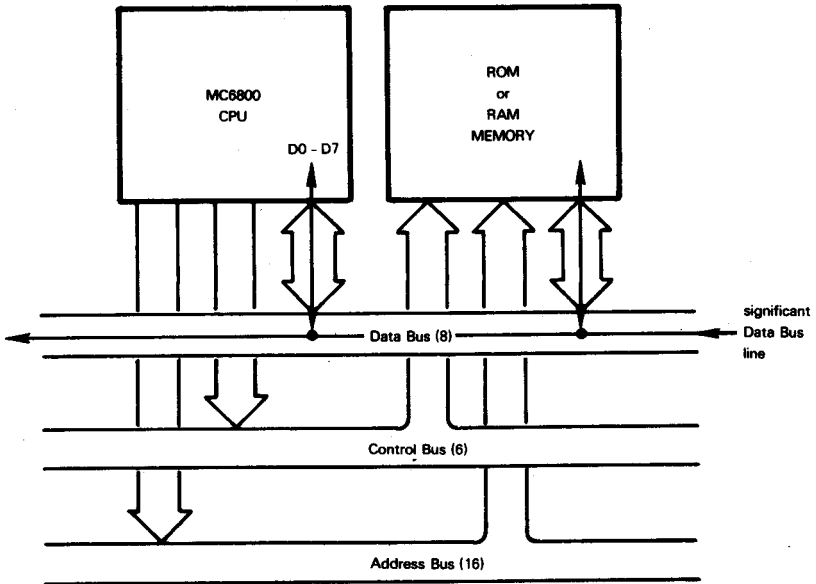 MC6800
CPU
D0 - D7
ROM
or
RAM
MEMORY
significant
Data Bus
line
Data Bus (8)
Control Bus (6)
Address Bus (16)